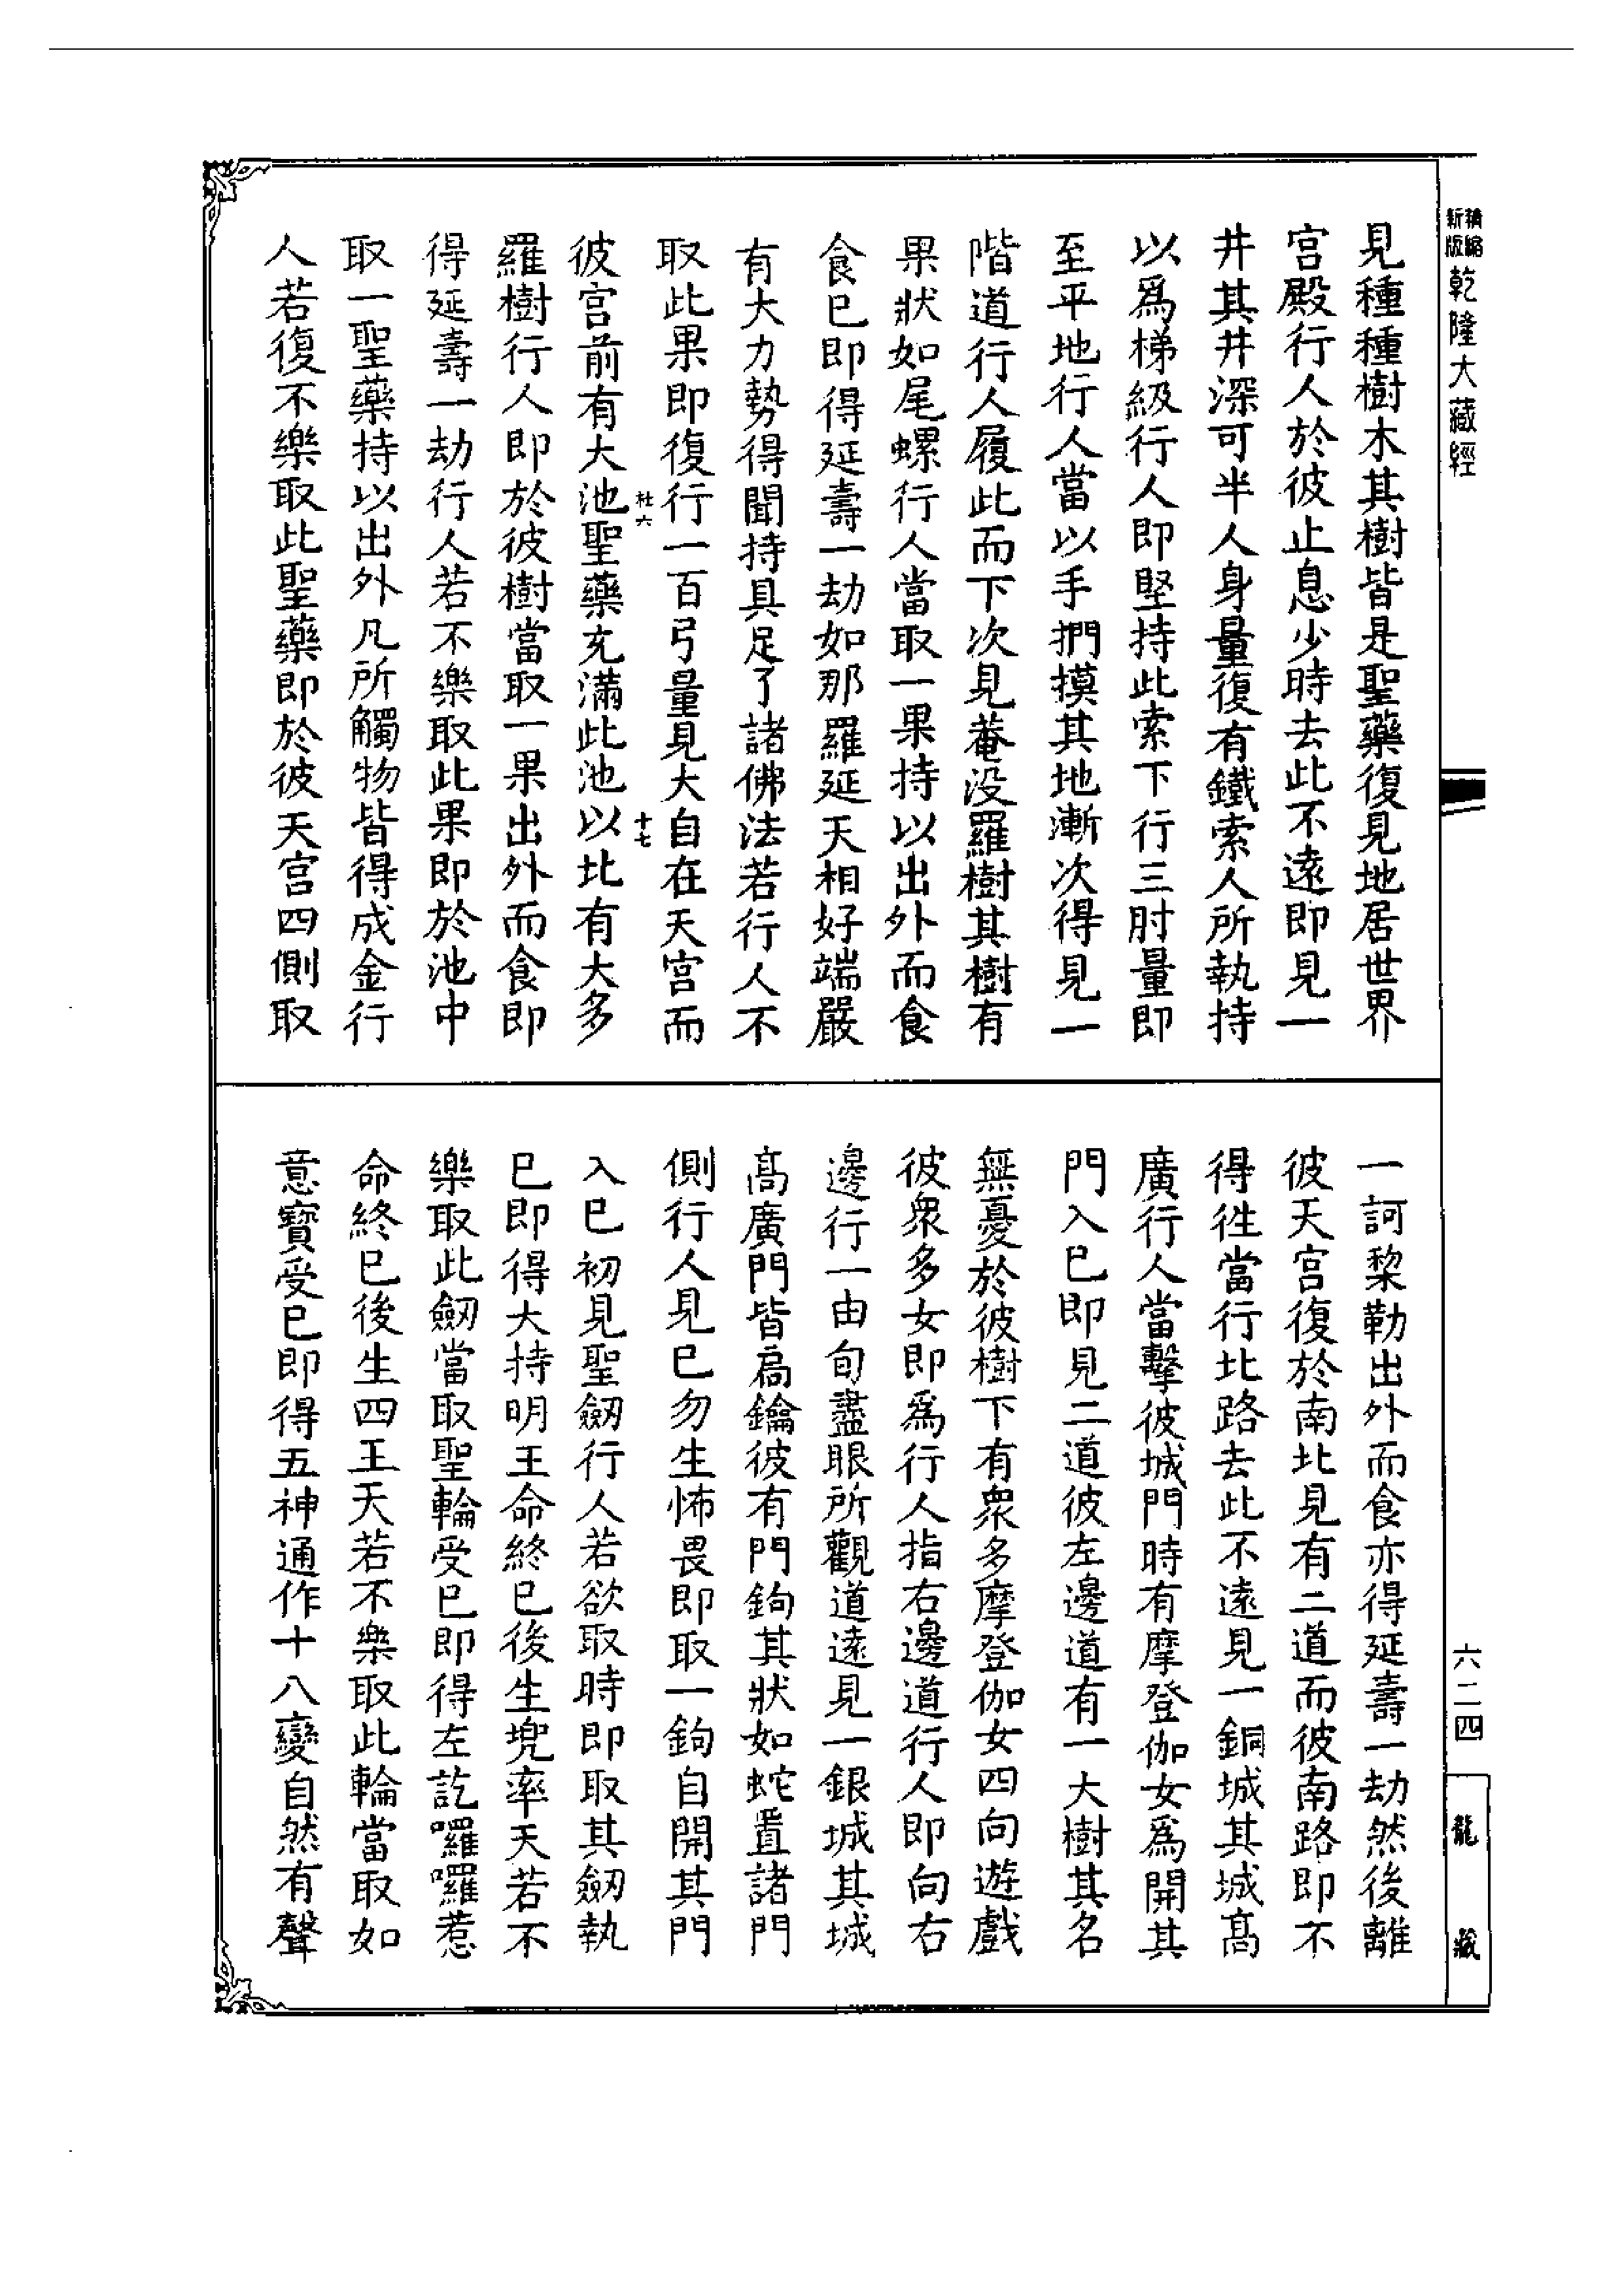 新縮
版縮
乾隆大藏經
見種種樹木其樹皆是聖藥復見地居世界
宮殿行人於彼止息少時去此不遠即見一
井其井深可半人身量復有鐵索人所執持
以爲梯級行人即堅持此索下行三肘量即
至平地行人當以手捫摸其地漸次得見一
階道行人履此而下次見菴没羅樹其樹有
果狀如尾螺行人當取一果持以出外而食
食已即得延壽一劫如那羅延天相好端嚴
有大力勢得聞持具足了諸佛法若行人不
取此果即復行一百弓量見大自在天宮而
杜六
十七
彼宮前有大池聖藥充滿此池以北有大多
羅樹行人即於彼樹當取一果出外而食即
得延壽一劫行人若不樂取此果即於池中
取一聖藥持以出外凡所觸物皆得成金行
人若復不樂取此聖藥即於彼天宮四側取
一訶棃勒出外而食亦得延壽一劫然後離
彼天宮復於南北見有二道而彼南路即不
得徃當行北路去此不遠見一銅城其城髙
廣行人當擊彼城門時有摩登伽女爲開其
門入已即見二道彼左邊道有一大樹其名
無憂於彼樹下有衆多摩登伽女四向遊戲
彼衆多女即爲行人指右邊道行人即向右
邊行一由旬盡眼所觀道遠見一銀城其城
髙廣門皆扃鑰彼有門鉤其狀如蛇置諸門
側行人見已勿生怖畏即取一鉤自開其門
入已初見聖劒行人若欲取時即取其劒執
已即得大持明王命終已後生兜率天若不
樂取此劒當取聖輪受已即得左訖囉囉惹
命終已後生四王天若不樂取此輪當取如
意寶受已即得五神通作十八變自然有聲
六二四
龍藏